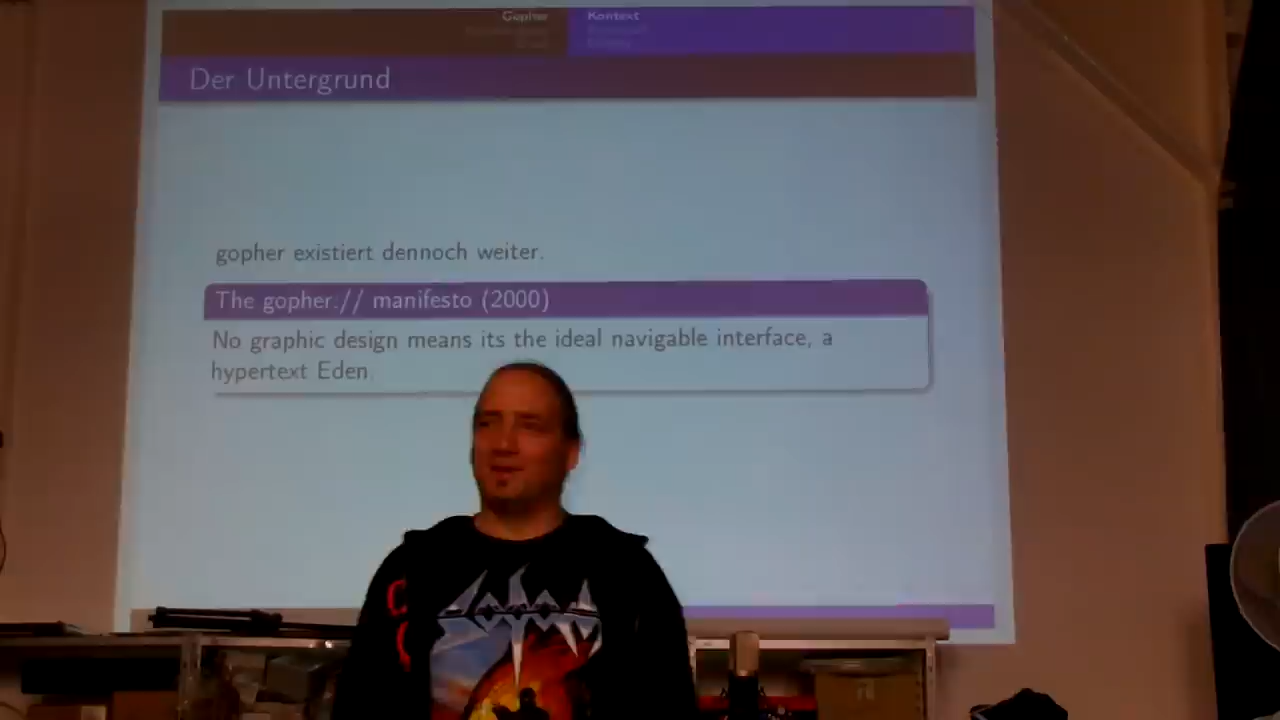 Gopher
Kontext
Der Untergrund
gopher existiert dennoch weiter.
The gopher:// manifesto (2000)
No graphic design means its the ideal navigable interface, a
hypertext Eden.
SODOM